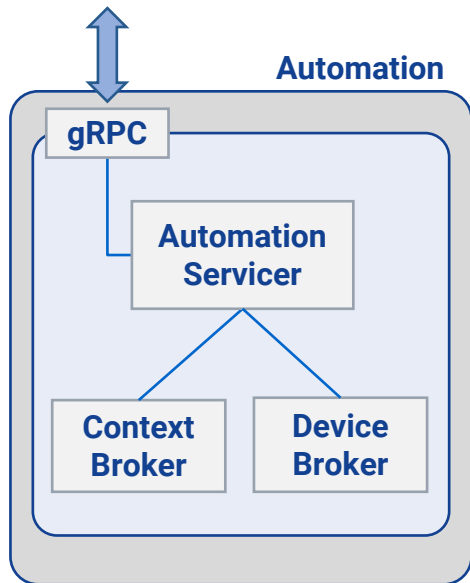 Automation
gRPC
Automation
Servicer
Context
Broker
Device
Broker